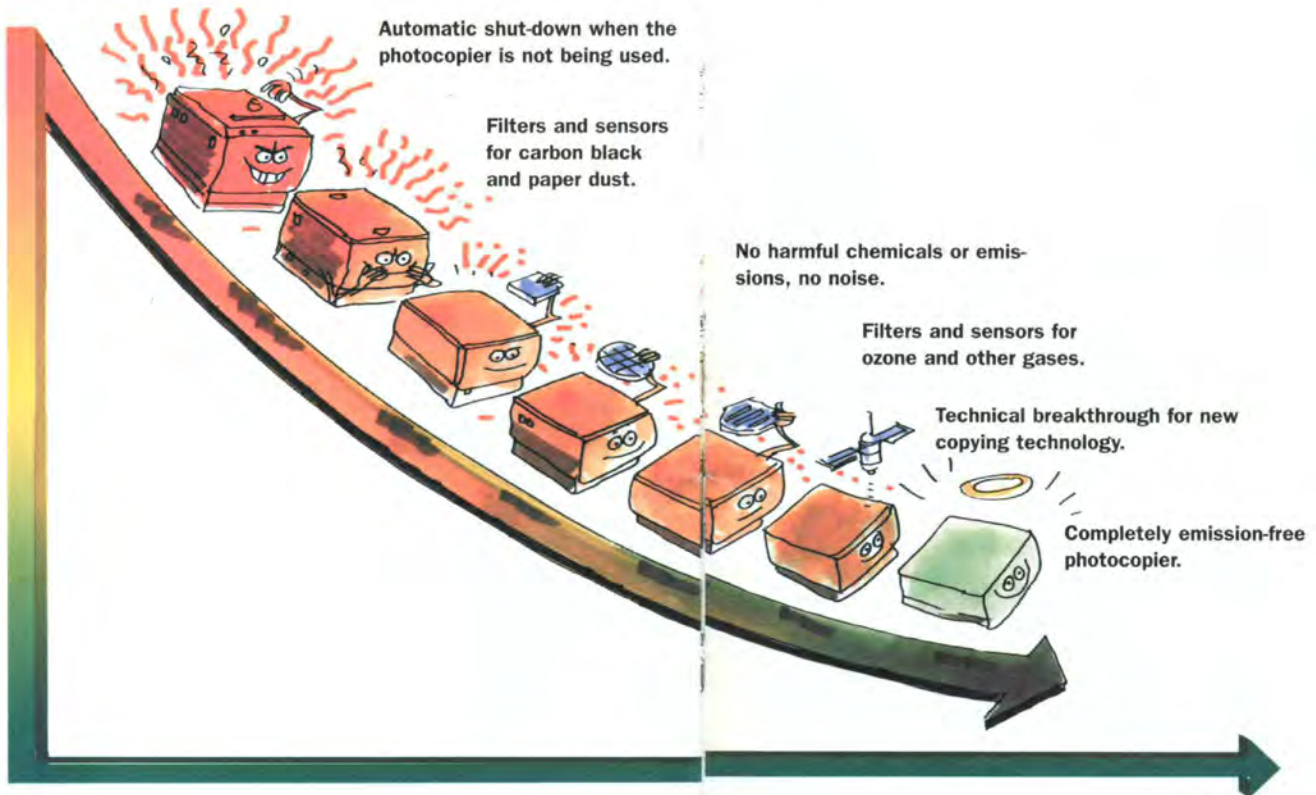 Automatic shut-down when the
photocopier is not being used.
Filters and sensors
for carbon black
and paper dust.
No harmful chemicals or emis-
sions, no noise.
Filters and sensors for
ozone and other gases.
Technical breakthrough for new
copying technology.
Completely emission-free
photocopier.